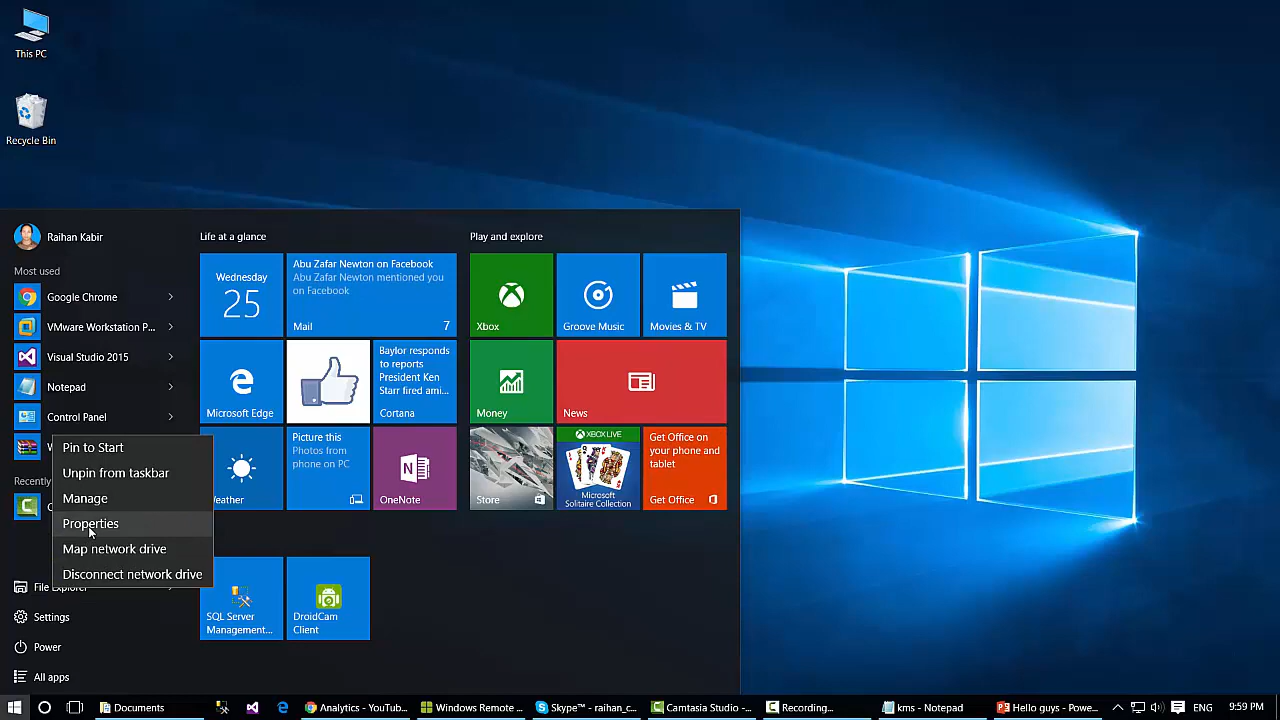 This PC
Recycle Bin
Raihan Kabir
Most used
Google Chrome
VMware Workstation P...
Visual Studio 2015
Notepad
Control Panel
W
Recently
C
File Explorer
Settings
Power
All apps
Pin to Start
Unpin from taskbar
Manage
Properties
Map network drive
Disconnect network drive
Life at a glance
Wednesday
25
Abu Zafar Newton on Facebook
Abu Zafar Newton mentioned you
on Facebook
Mail 7
Microsoft Edge
Baylor responds
to reports
President Ken
Starr fired ami...
Cortana
Weather
Picture this
Photos from
phone on PC
N
OneNote
SQL Server
Management...
DroidCam
Client
Play and explore
Xbox
Groove Music
Movies & TV
Money
News
Store
XBOX LIVE
Microsoft
Solitaire Collection
Get Office on
your phone and
tablet
Get Office
Documents
Analytics - YouTub...
Windows Remote ...
Skype™ - raihan_c...
Camtasia Studio -...
Recording...
kms - Notepad
Hello guys - Powe...
ENG
9:59 PM